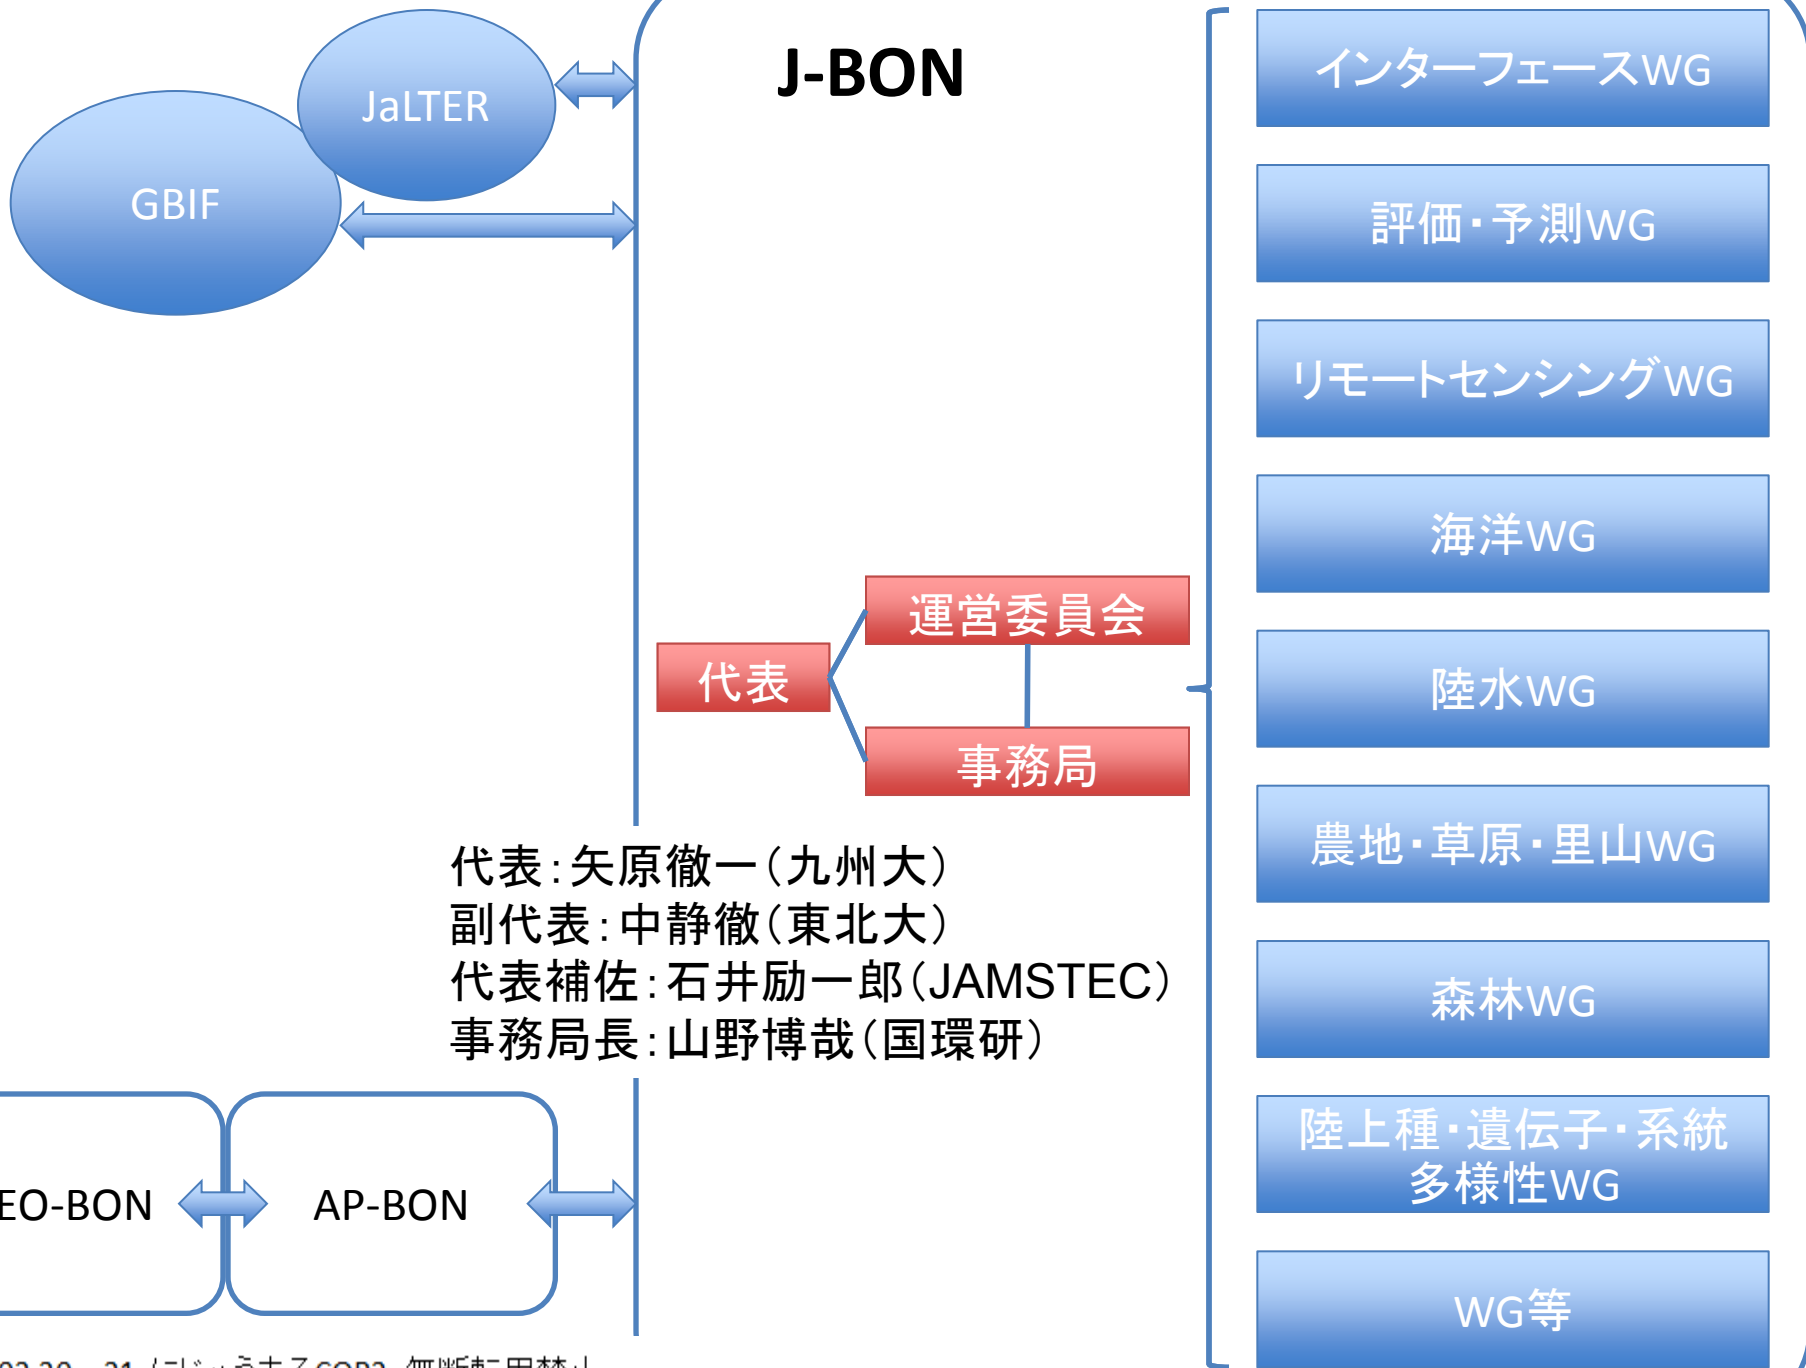 J-BON
JaLTER
GBIF
インターフェースWG
評価・予測WG
リモートセンシングWG
海洋WG
陸水WG
農地・草原・里山WG
森林WG
陸上種・遺伝子・系統
多様性WG
WG等
運営委員会
代表
事務局
代表：矢原徹一（九州大）
副代表：中静徹（東北大）
代表補佐：石井励一郎（JAMSTEC）
事務局長：山野博哉（国環研）
EO-BON
AP-BON